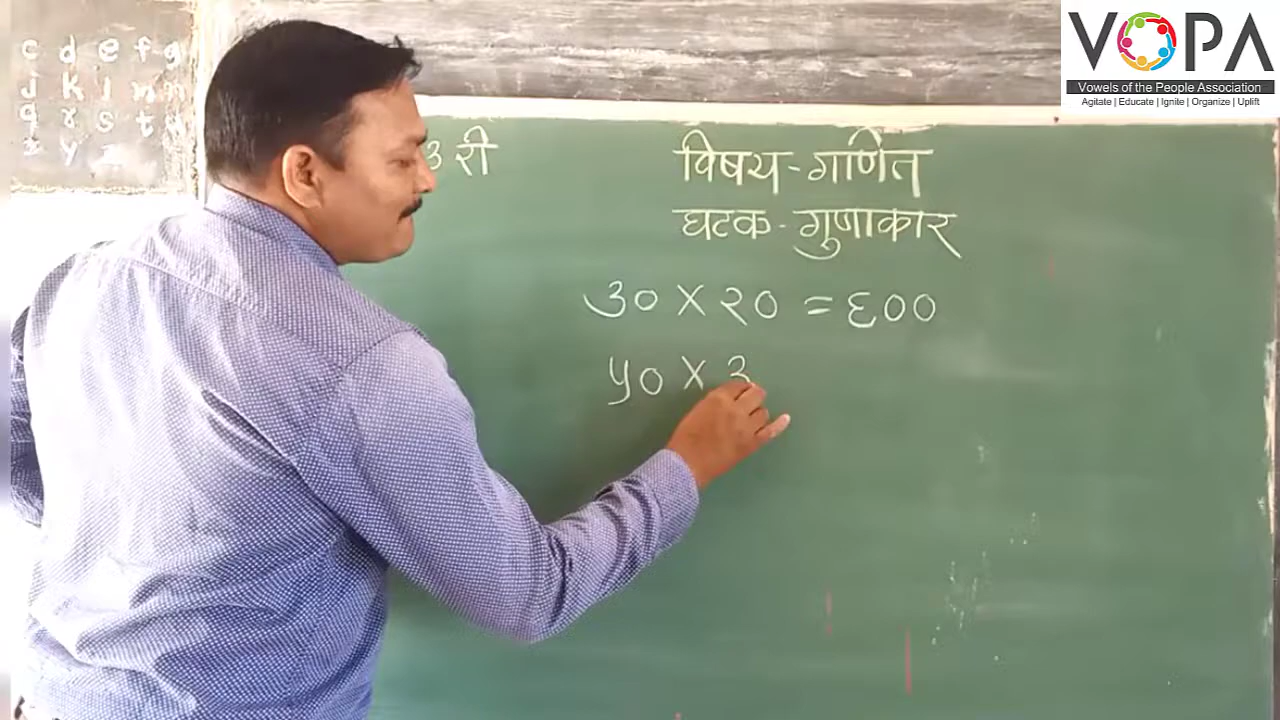 VOPA
Vowels of the People Association
Agitate | Educate | Ignite | Organize | Uplift
c d e f g
j k l m n
q r s t u
y z
३ री
विषय - गणित
घटक - गुणाकार
३० × २० = ६००
५० × ३